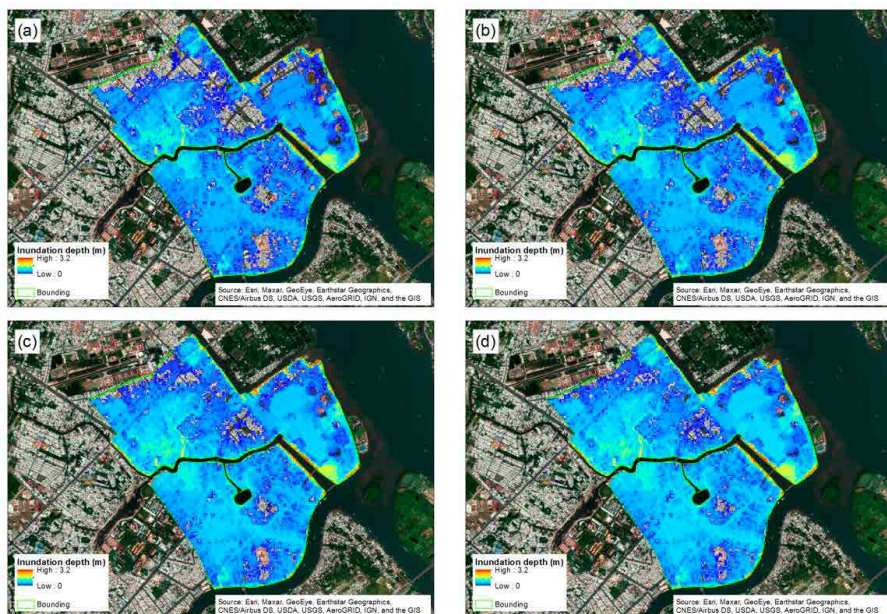 (a)
Inundation depth (m)
High : 3.2
Low : 0
Bounding
Source: Esri, Maxar, GeoEye, Earthstar Geographics,
CNES/Airbus DS, USDA, USGS, AeroGRID, IGN, and the GIS
(b)
Inundation depth (m)
High : 3.2
Low : 0
Bounding
Source: Esri, Maxar, GeoEye, Earthstar Geographics,
CNES/Airbus DS, USDA, USGS, AeroGRID, IGN, and the GIS
(c)
Inundation depth (m)
High : 3.2
Low : 0
Bounding
Source: Esri, Maxar, GeoEye, Earthstar Geographics,
CNES/Airbus DS, USDA, USGS, AeroGRID, IGN, and the GIS
(d)
Inundation depth (m)
High : 3.2
Low : 0
Bounding
Source: Esri, Maxar, GeoEye, Earthstar Geographics,
CNES/Airbus DS, USDA, USGS, AeroGRID, IGN, and the GIS